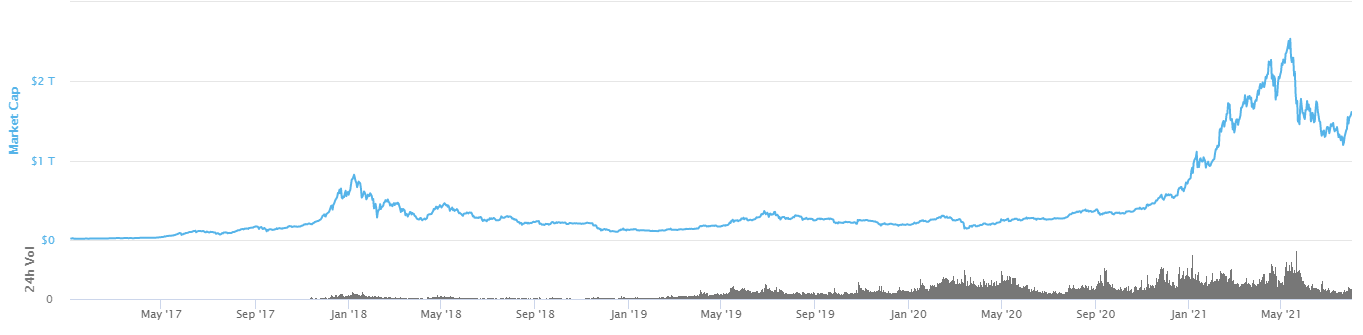 Market Cap
$2 T
$1 T
$0
24h Vol
0
May '17
Sep '17
Jan '18
May '18
Sep '18
Jan '19
May '19
Sep '19
Jan '20
May '20
Sep '20
Jan '21
May '21